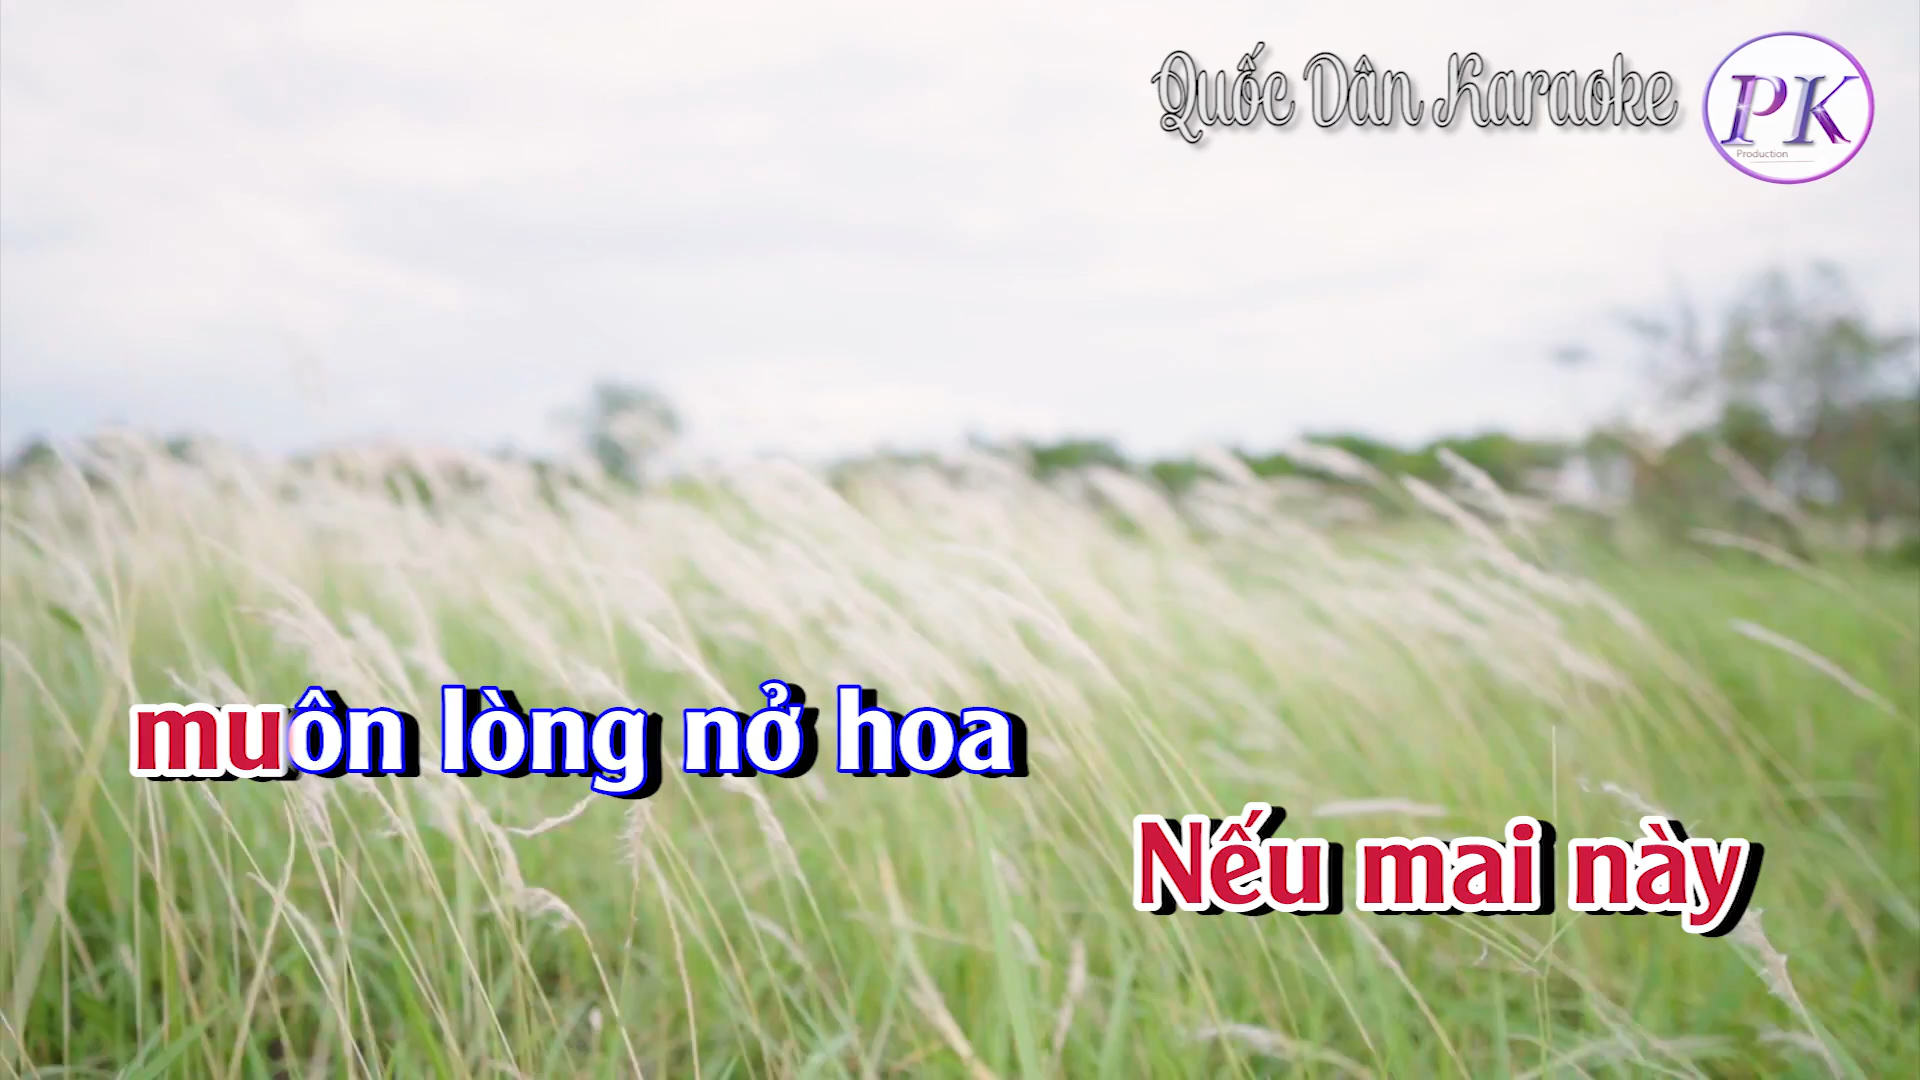 Quốc Dân Karaoke
PK
Production
muôn lòng nở hoa
Nếu mai này